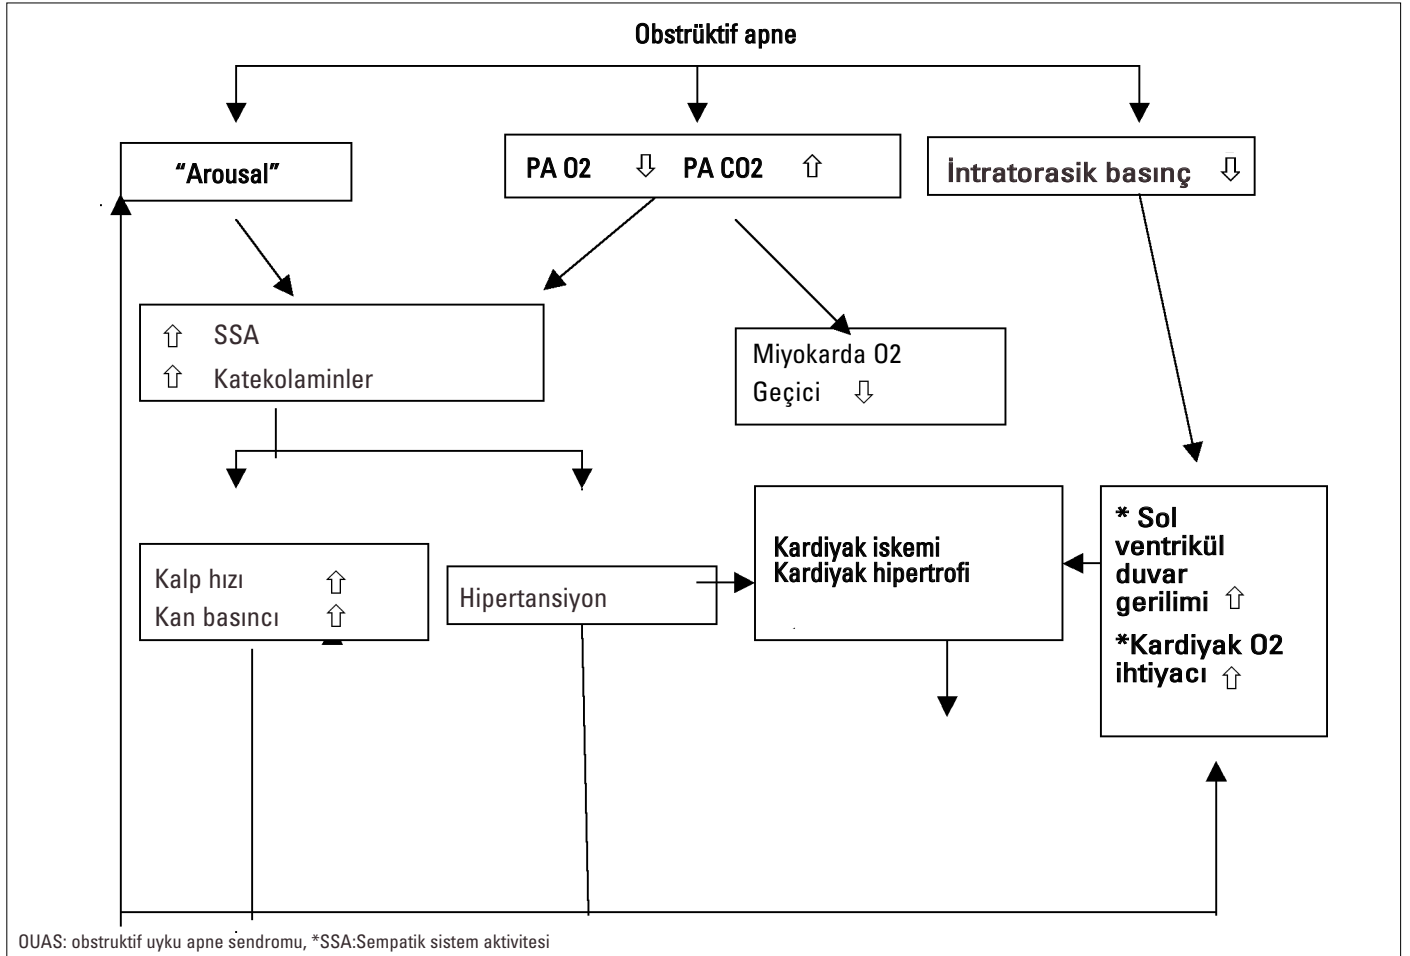 Obstrüktif apne
“Arousal”
PA O2 ⇩ PA CO2 ⇧
İntratorasik basınç ⇩
⇧ SSA
⇧ Katekolaminler
Miyokarda O2
Geçici ⇩
Kalp hızı ⇧
Kan basıncı ⇧
Hipertansiyon
Kardiyak iskemi
Kardiyak hipertrofi
* Sol
ventrikül
duvar
gerilimi ⇧
*Kardiyak O2
ihtiyacı ⇧
OUAS: obstruktif uyku apne sendromu, *SSA:Sempatik sistem aktivitesi